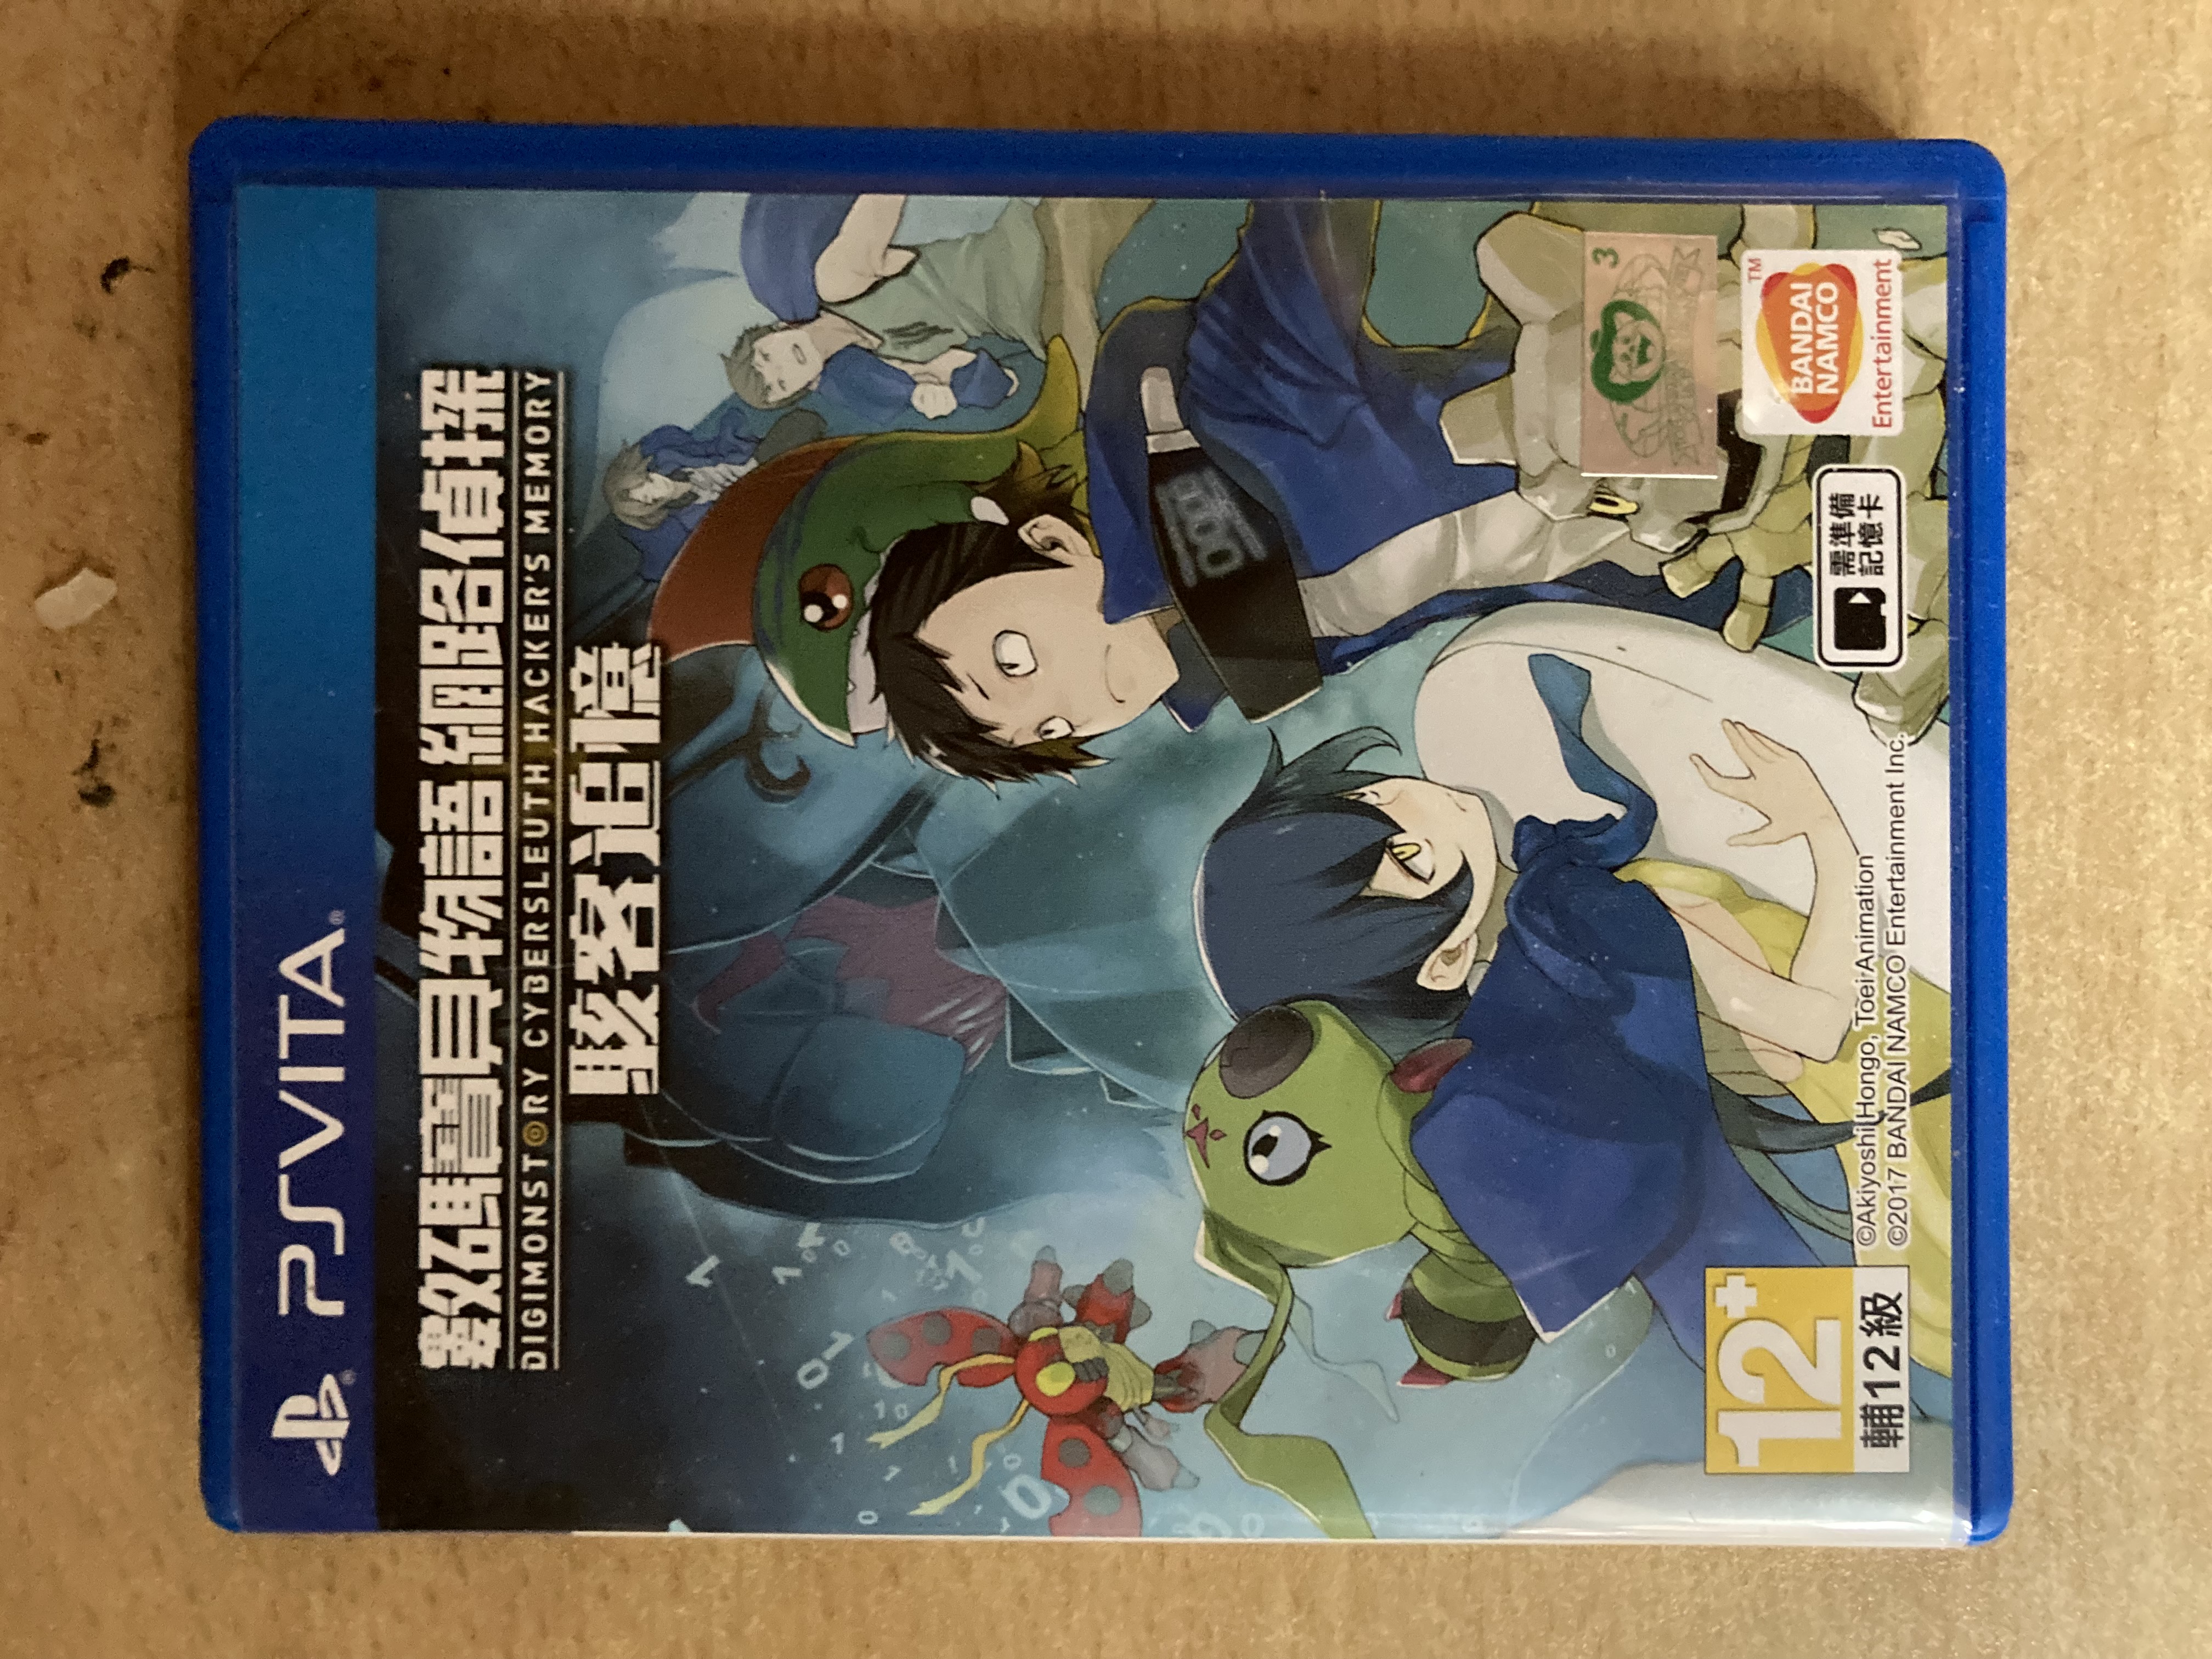 PSVITA
數碼寶貝物語 網路偵探
DIGIMONSTORY CYBERSLEUTH HACKER'S MEMORY
駭客追憶
12+
輔12級
©Akiyoshi Hongo, Toei Animation
©2017 BANDAI NAMCO Entertainment Inc.
需準備
記憶卡
3
BANDAI
NAMCO
TM
Entertainment